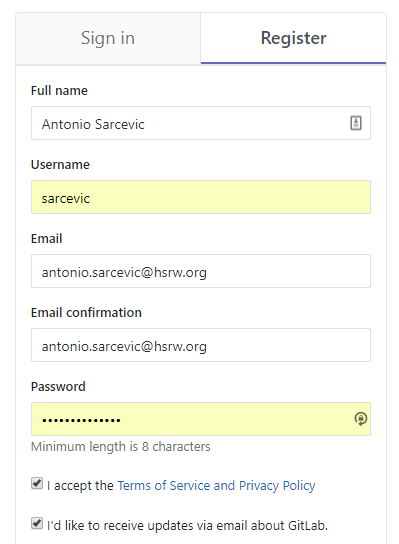 Sign in
Register
Full name
Antonio Sarcevic
Username
sarcevic
Email
antonio.sarcevic@hsrw.org
Email confirmation
antonio.sarcevic@hsrw.org
Password
••••••••••••••
Minimum length is 8 characters
I accept the Terms of Service and Privacy Policy
I'd like to receive updates via email about GitLab.